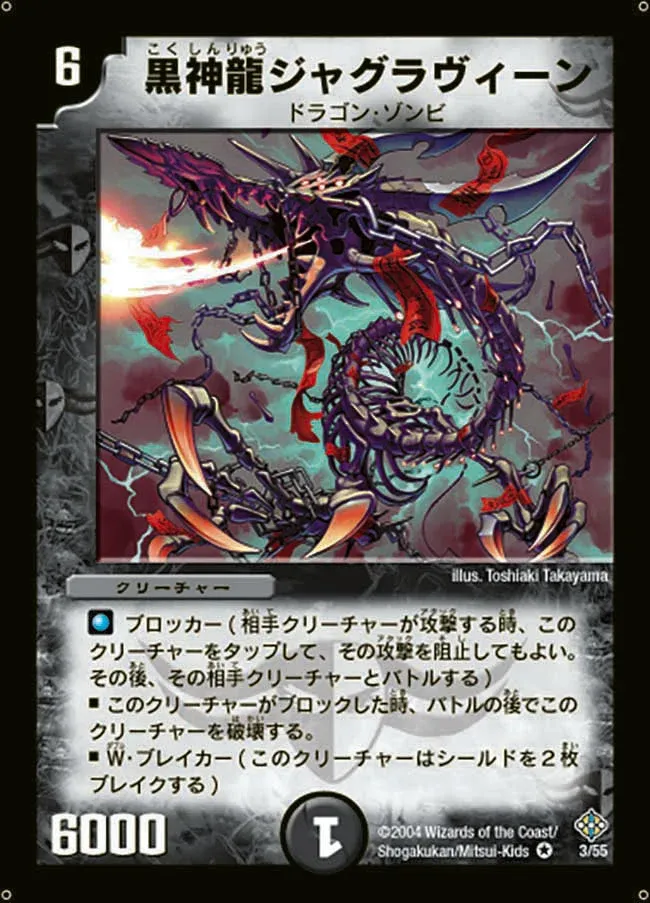 6
こくしんりゅう
黒神龍ジャグラヴィーン
ドラゴン・ゾンビ
illus. Toshiaki Takayama
クリーチャー
ブロッカー ( 相手クリーチャーが攻撃する時、この
クリーチャーをタップして、その攻撃を阻止してもよい。
その後、その相手クリーチャーとバトルする )
■ このクリーチャーがブロックした時、バトルの後でこの
クリーチャーを破壊する。
■ W・ブレイカー ( このクリーチャーはシールドを2枚
ブレイクする )
6000
1
©2004 Wizards of the Coast/
Shogakukan/Mitsui-Kids ✪
3/55